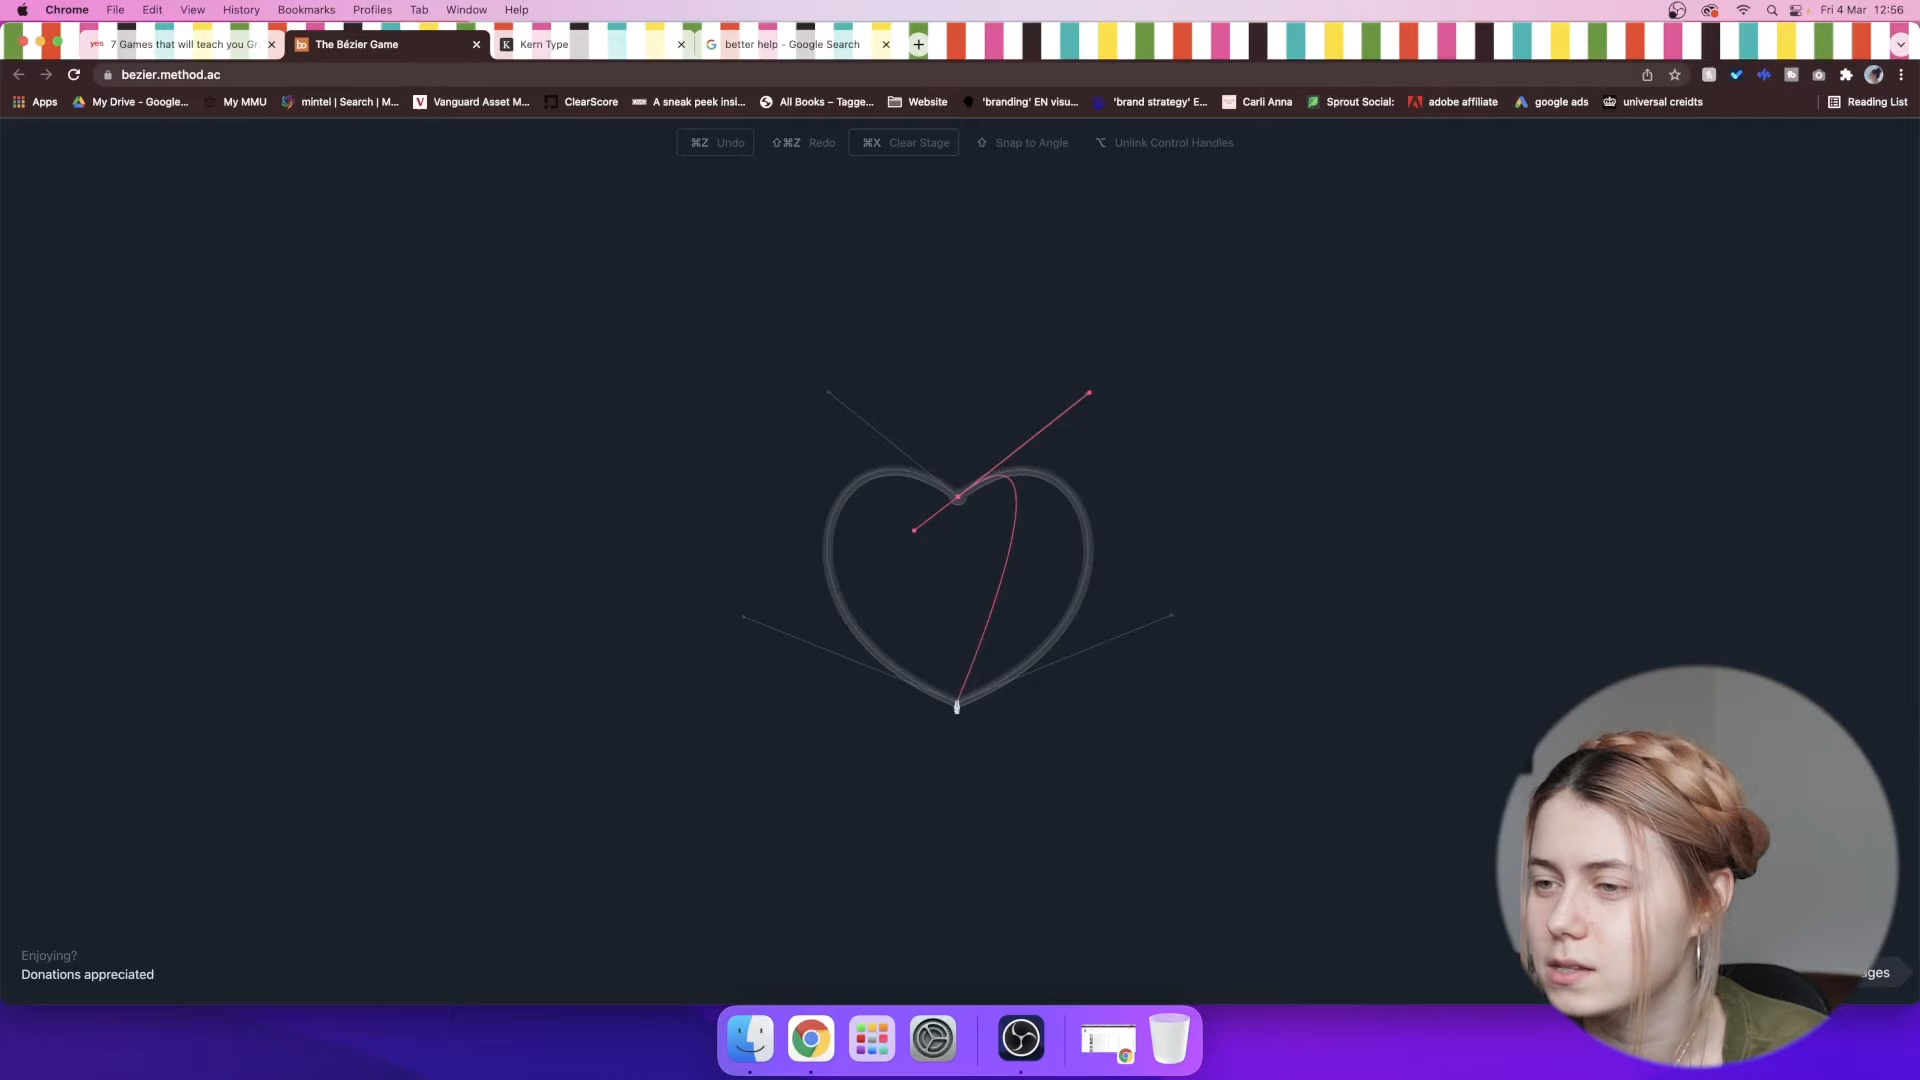 Chrome File Edit View History Bookmarks Profiles Tab Window Help Fri 4 Mar 12:56
yes 7 Games that will teach you Gr bo The Bézier Game K Kern Type G better help - Google Search
bezier.method.ac
Apps My Drive - Google... My MMU mintel | Search | M... Vanguard Asset M... ClearScore A sneak peek insi... All Books – Tagge... Website 'branding' EN visu... 'brand strategy' E... Carli Anna Sprout Social: adobe affiliate google ads universal creidts Reading List
⌘Z Undo ⇧⌘Z Redo ⌘X Clear Stage ⇧ Snap to Angle ⌥ Unlink Control Handles
Enjoying?
Donations appreciated
ages